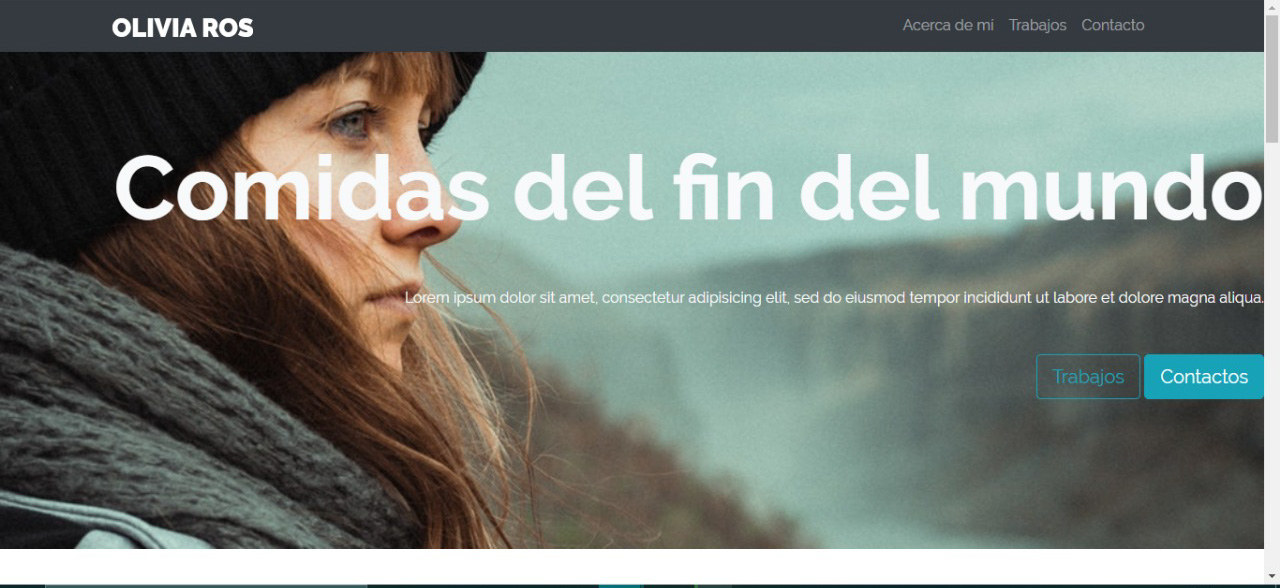 OLIVIA ROS
Acerca de mi Trabajos Contacto
Comidas del fin del mundo
Lorem ipsum dolor sit amet, consectetur adipisicing elit, sed do eiusmod tempor incididunt ut labore et dolore magna aliqua.
Trabajos Contactos